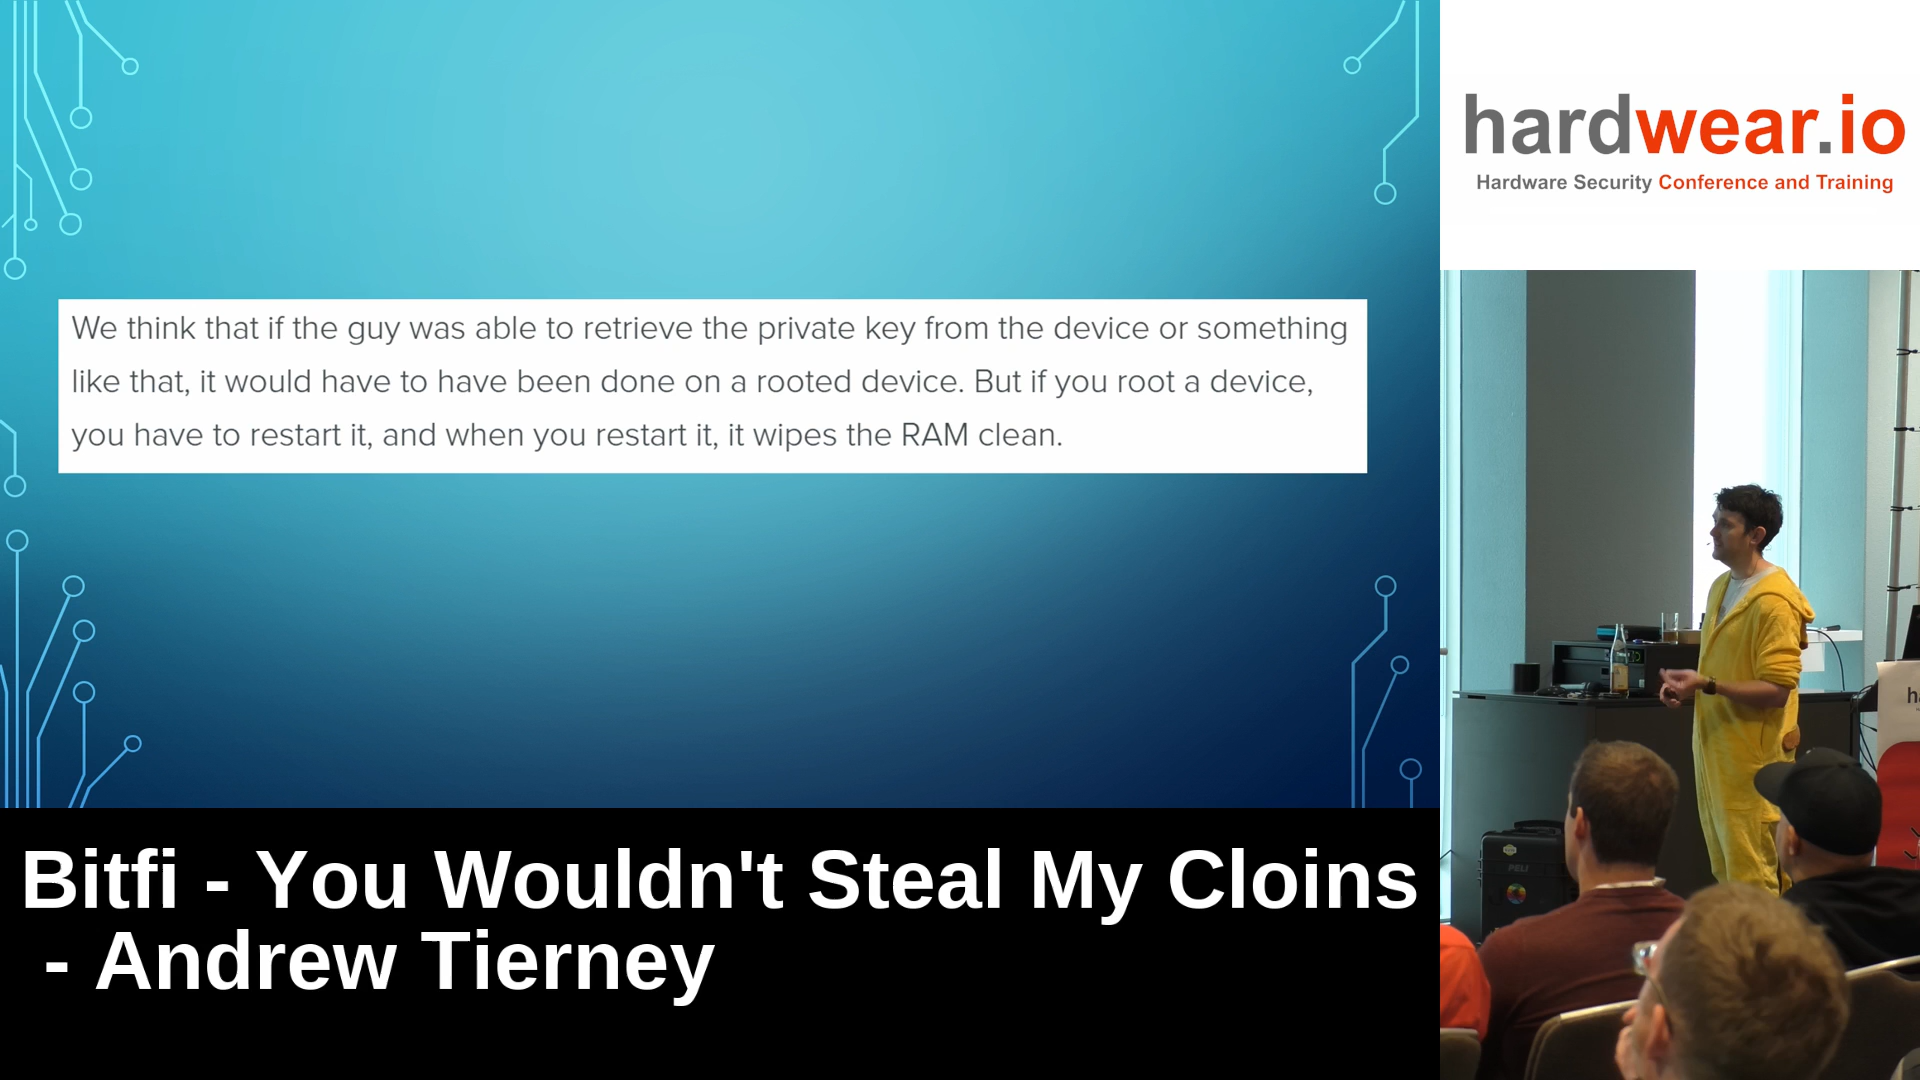 We think that if the guy was able to retrieve the private key from the device or something
like that, it would have to have been done on a rooted device. But if you root a device,
you have to restart it, and when you restart it, it wipes the RAM clean.
hardwear.io
Hardware Security Conference and Training
PELI
Bitfi - You Wouldn't Steal My Cloins
- Andrew Tierney